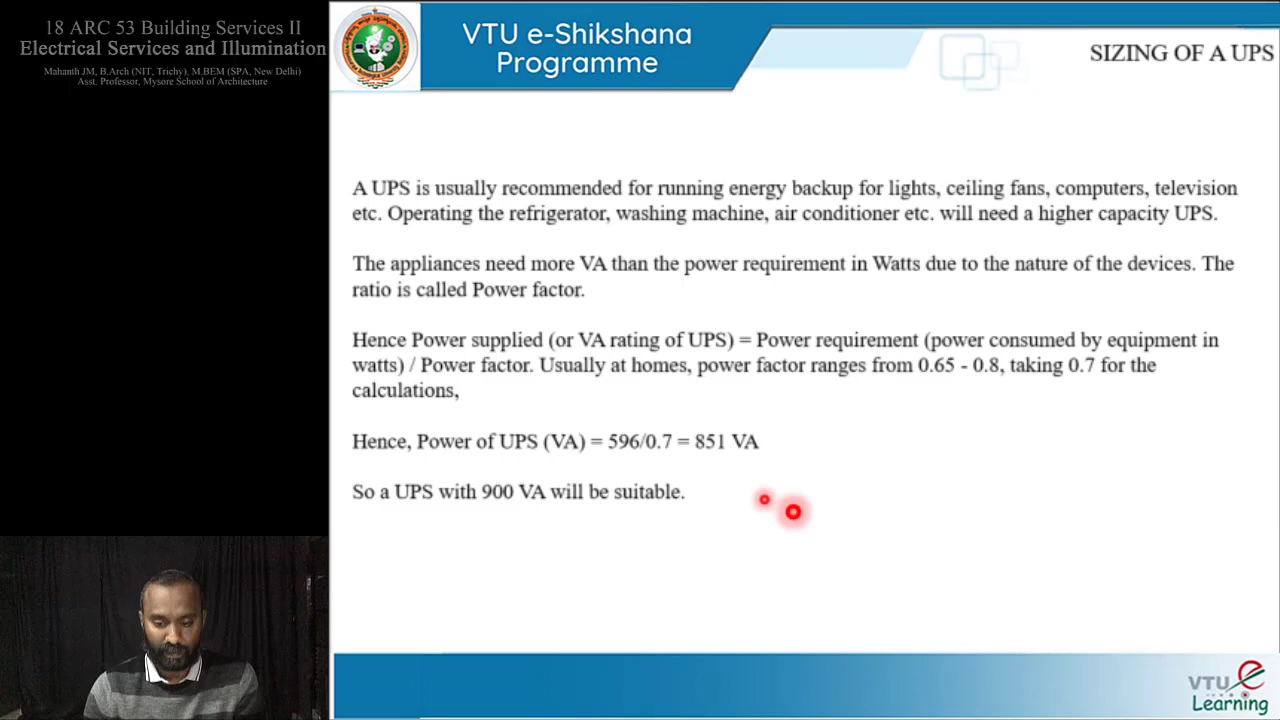 18 ARC 53 Building Services II
Electrical Services and Illumination
Mahanth JM, B.Arch (NIT, Trichy), M.BEM (SPA, New Delhi)
Asst. Professor, Mysore School of Architecture
VTU e-Shikshana
Programme
SIZING OF A UPS
A UPS is usually recommended for running energy backup for lights, ceiling fans, computers, television
etc. Operating the refrigerator, washing machine, air conditioner etc. will need a higher capacity UPS.
The appliances need more VA than the power requirement in Watts due to the nature of the devices. The
ratio is called Power factor.
Hence Power supplied (or VA rating of UPS) = Power requirement (power consumed by equipment in
watts) / Power factor. Usually at homes, power factor ranges from 0.65 - 0.8, taking 0.7 for the
calculations,
Hence, Power of UPS (VA) = 596/0.7 = 851 VA
So a UPS with 900 VA will be suitable.
VTU e
Learning